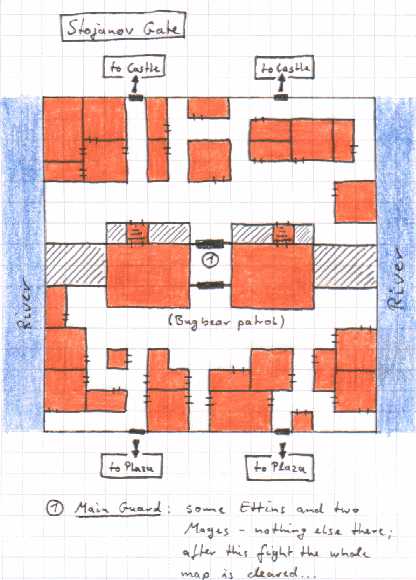 Stojanov Gate
to Castle
to Castle
River
River
①
(Bugbear patrol)
to Plaza
to Plaza
① Main Guard: some Ettins and two
Mages - nothing else there;
after this fight the whole
map is cleared...